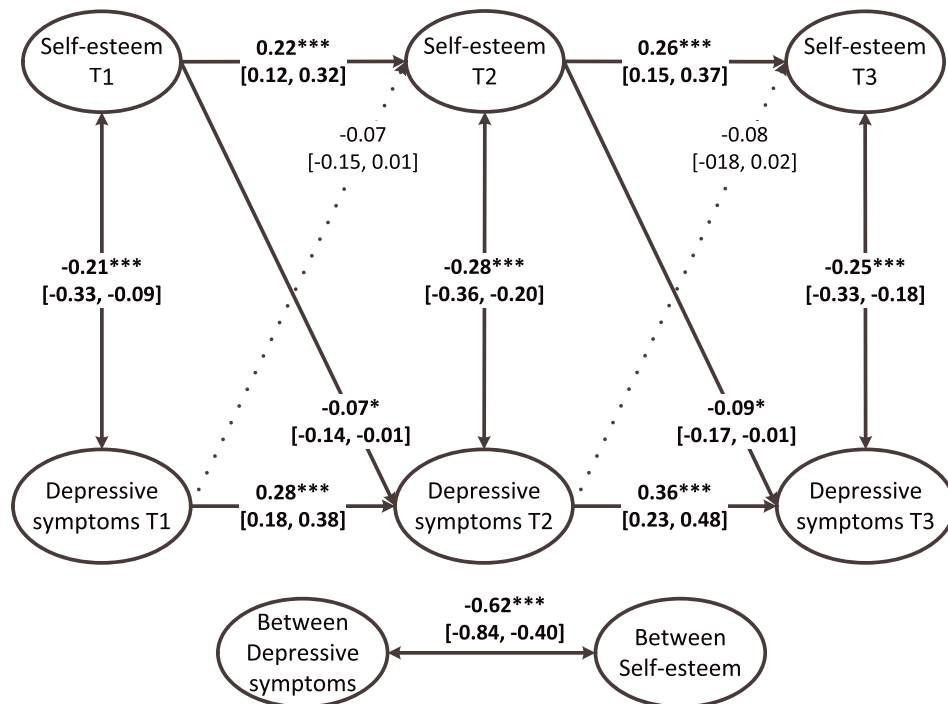 Self-esteem
T1
0.22***
[0.12, 0.32]
Self-esteem
T2
0.26***
[0.15, 0.37]
Self-esteem
T3
-0.07
[-0.15, 0.01]
-0.08
[-018, 0.02]
-0.21***
[-0.33, -0.09]
-0.28***
[-0.36, -0.20]
-0.25***
[-0.33, -0.18]
-0.07*
[-0.14, -0.01]
-0.09*
[-0.17, -0.01]
Depressive
symptoms T1
0.28***
[0.18, 0.38]
Depressive
symptoms T2
0.36***
[0.23, 0.48]
Depressive
symptoms T3
Between
Depressive
symptoms
-0.62***
[-0.84, -0.40]
Between
Self-esteem